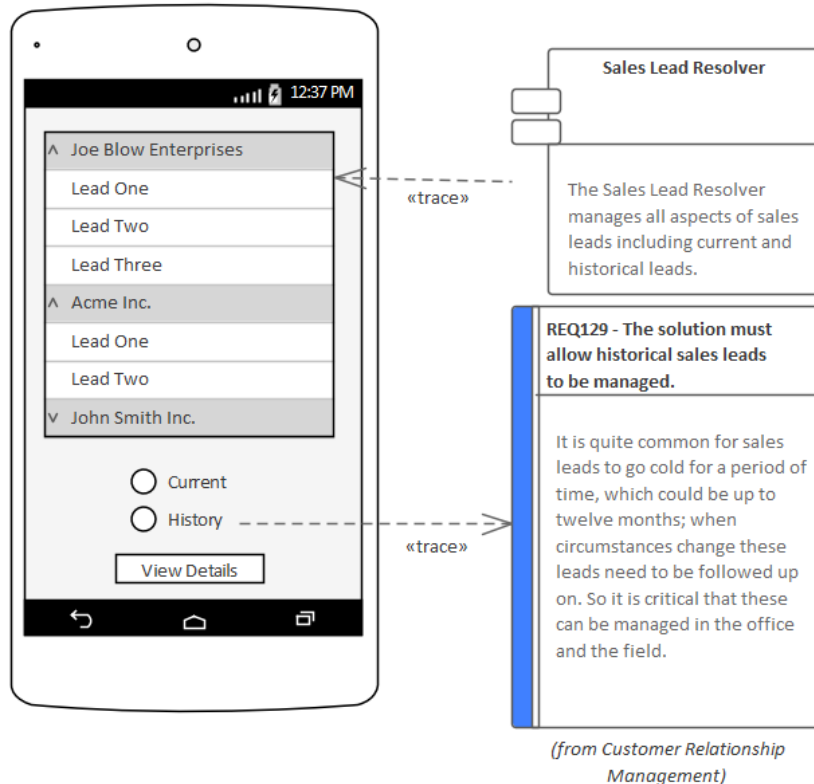 12:37 PM
^ Joe Blow Enterprises
Lead One
Lead Two
Lead Three
^ Acme Inc.
Lead One
Lead Two
v John Smith Inc.
Current
History
View Details
«trace»
«trace»
Sales Lead Resolver
The Sales Lead Resolver
manages all aspects of sales
leads including current and
historical leads.
REQ129 - The solution must
allow historical sales leads
to be managed.
It is quite common for sales
leads to go cold for a period of
time, which could be up to
twelve months; when
circumstances change these
leads need to be followed up
on. So it is critical that these
can be managed in the office
and the field.
(from Customer Relationship
Management)